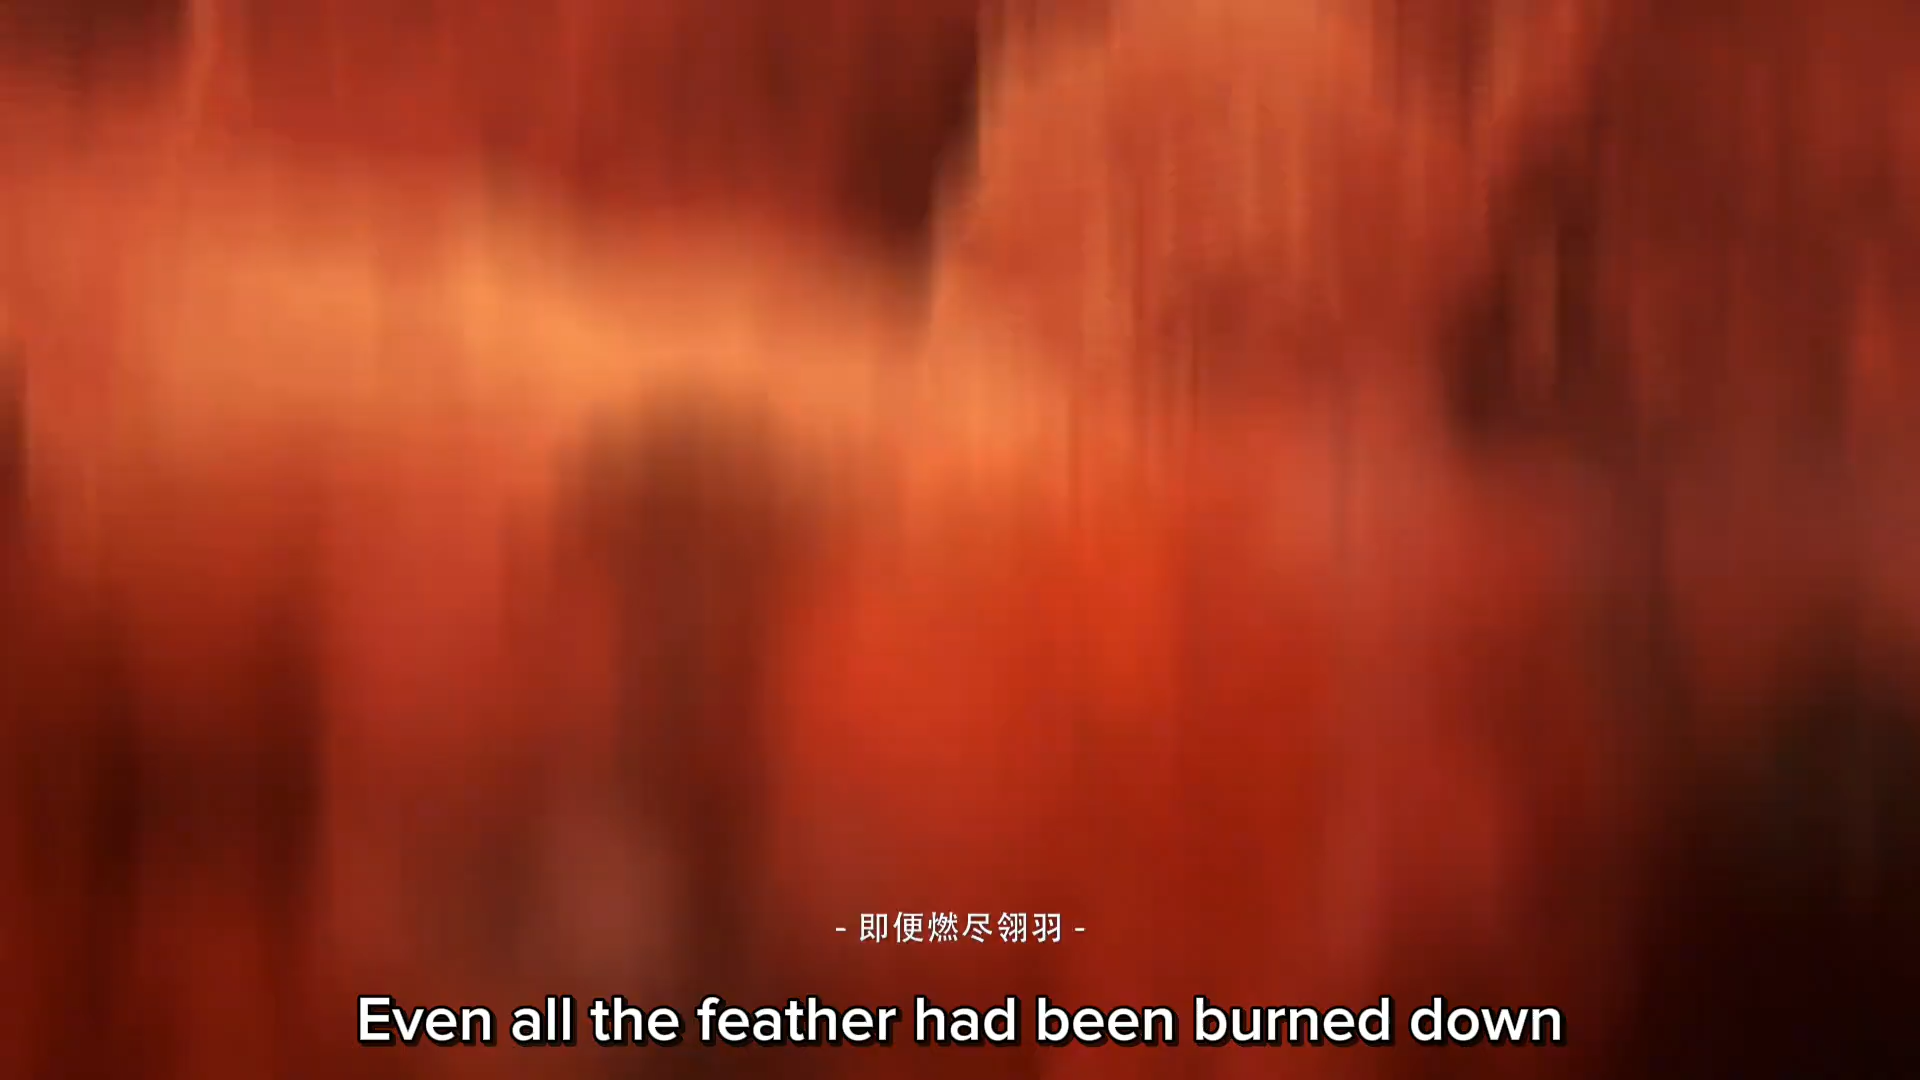 - 即便燃尽翎羽 -
Even all the feather had been burned down